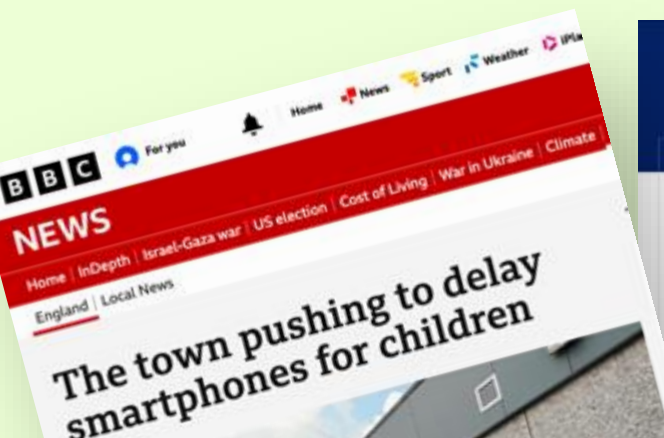 BBC For you Home News Sport Weather
NEWS
Home InDepth Israel-Gaza war US election Cost of Living War in Ukraine Climate
England Local News
The town pushing to delay
smartphones for children